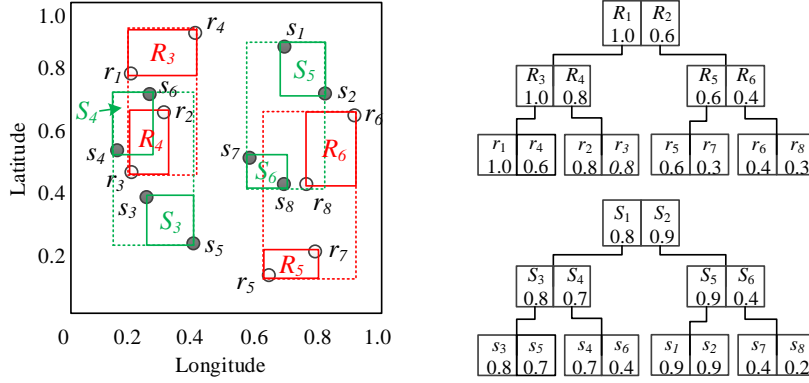 r4
s1
1.0
R3
S5
r1
s6
0.8
s2
S4
r2
r6
0.6
R4
s7
R6
s4
S6
r3
0.4
s3
s8
r8
S3
0.2
s5
r7
R5
r5
0 0.2 0.4 0.6 0.8 1.0
Longitude
Latitude
R1 R2
1.0 0.6
R3 R4
1.0 0.8
R5 R6
0.6 0.4
r1 r4
1.0 0.6
r2 r3
0.8 0.8
r5 r7
0.6 0.3
r6 r8
0.4 0.3
S1 S2
0.8 0.9
S3 S4
0.8 0.7
S5 S6
0.9 0.4
s3 s5
0.8 0.7
s4 s6
0.7 0.4
s1 s2
0.9 0.9
s7 s8
0.4 0.2